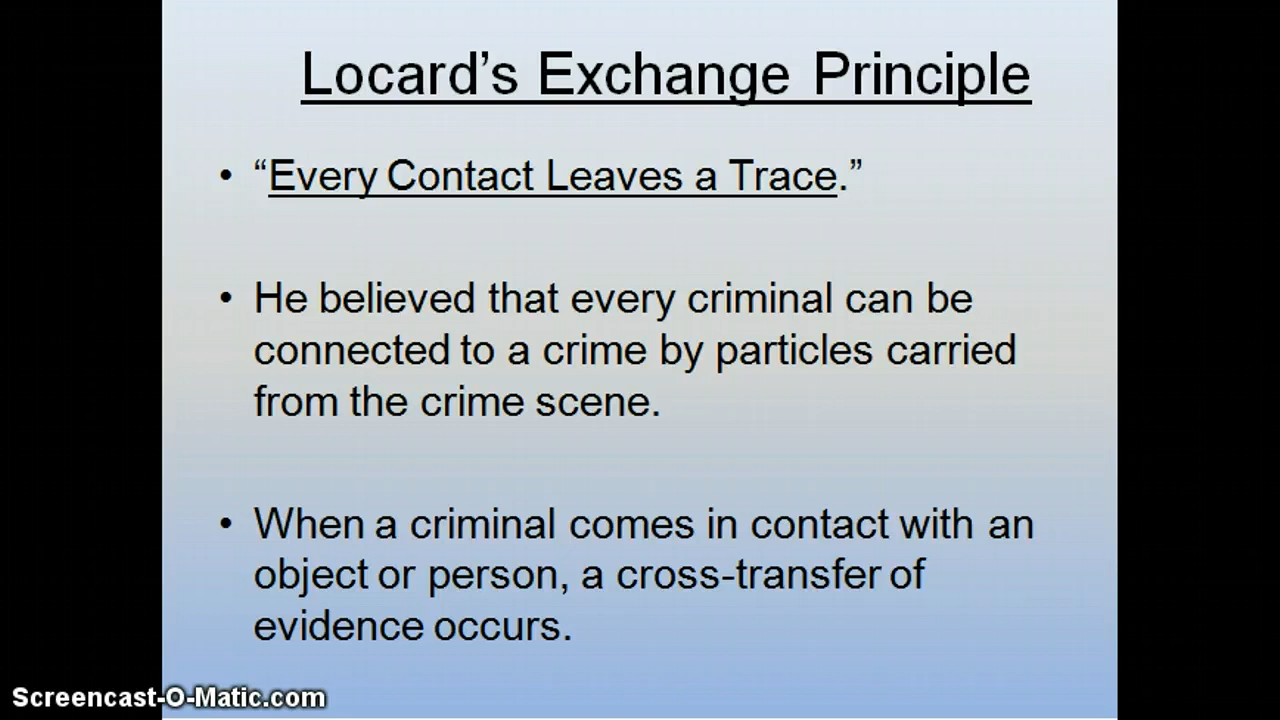 Locard’s Exchange Principle
• “Every Contact Leaves a Trace.”
• He believed that every criminal can be
connected to a crime by particles carried
from the crime scene.
• When a criminal comes in contact with an
object or person, a cross-transfer of
evidence occurs.
Screencast-O-Matic.com